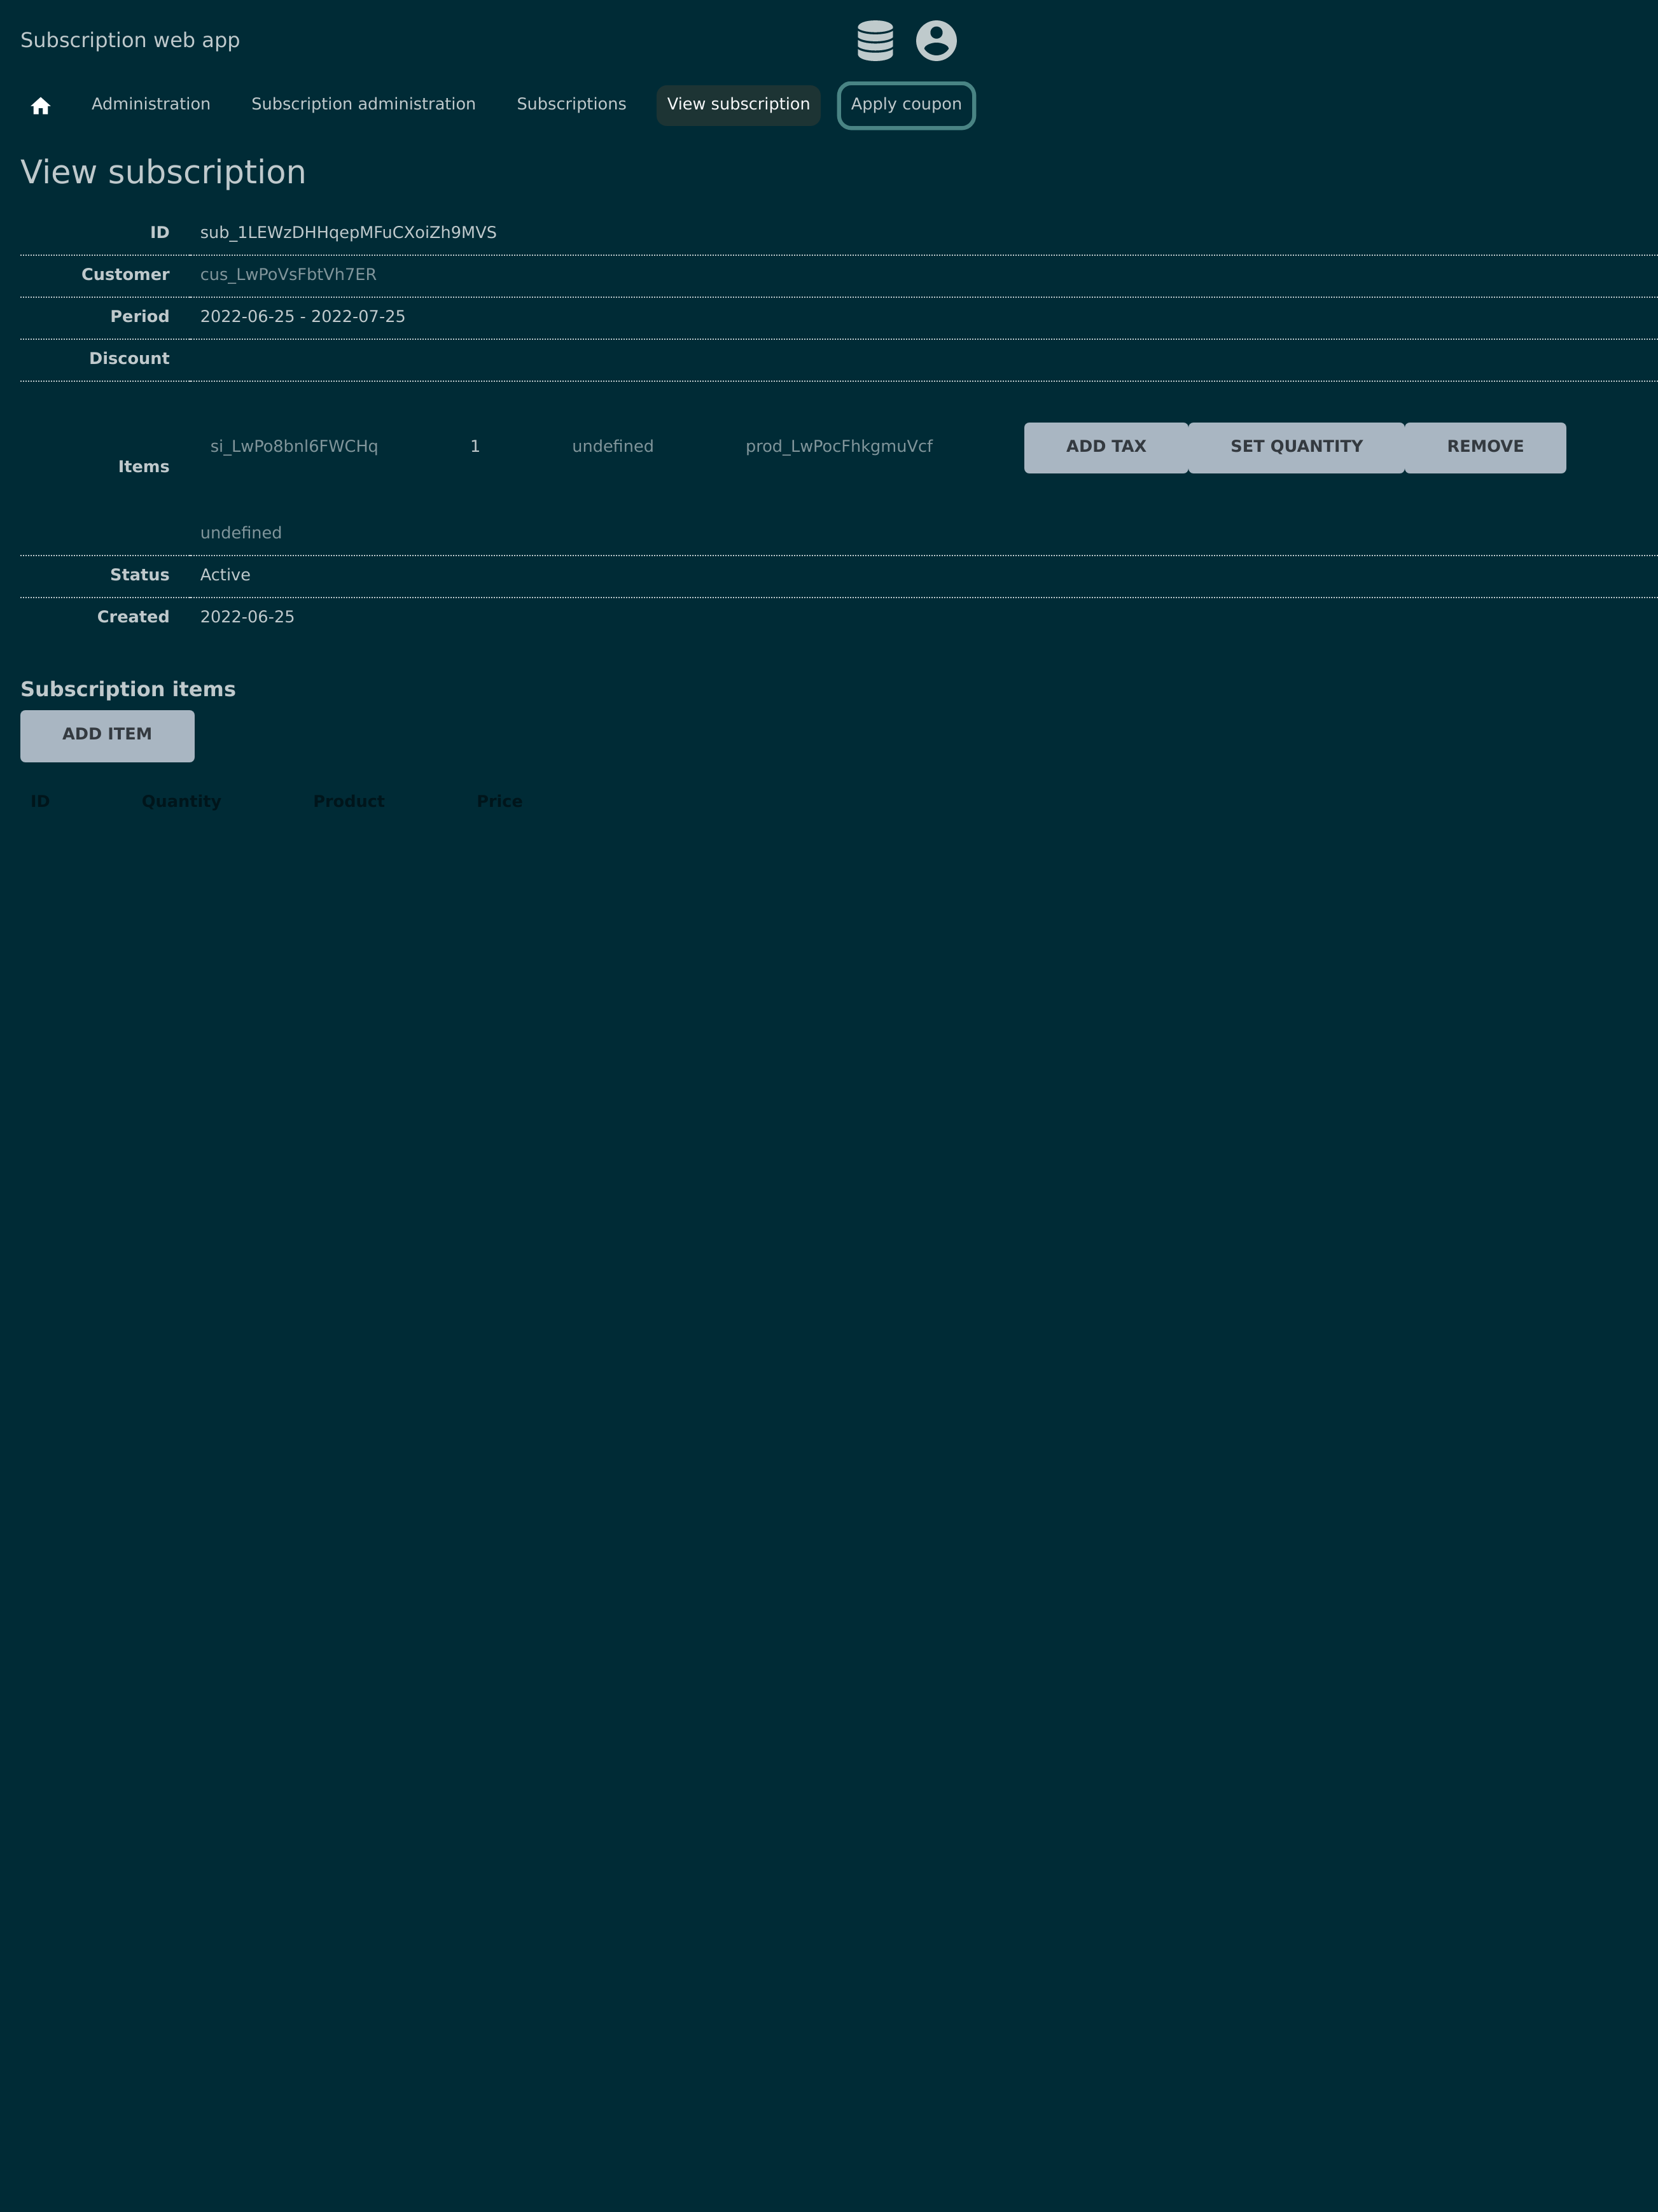 Subscription web app
Administration Subscription administration Subscriptions View subscription Apply coupon
View subscription
ID sub_1LEWzDHHqepMFuCXoiZh9MVS
Customer cus_LwPoVsFbtVh7ER
Period 2022-06-25 - 2022-07-25
Discount
Items si_LwPo8bnl6FWCHq 1 undefined prod_LwPocFhkgmuVcf ADD TAX SET QUANTITY REMOVE
undefined
Status Active
Created 2022-06-25
Subscription items
ADD ITEM
ID Quantity Product Price